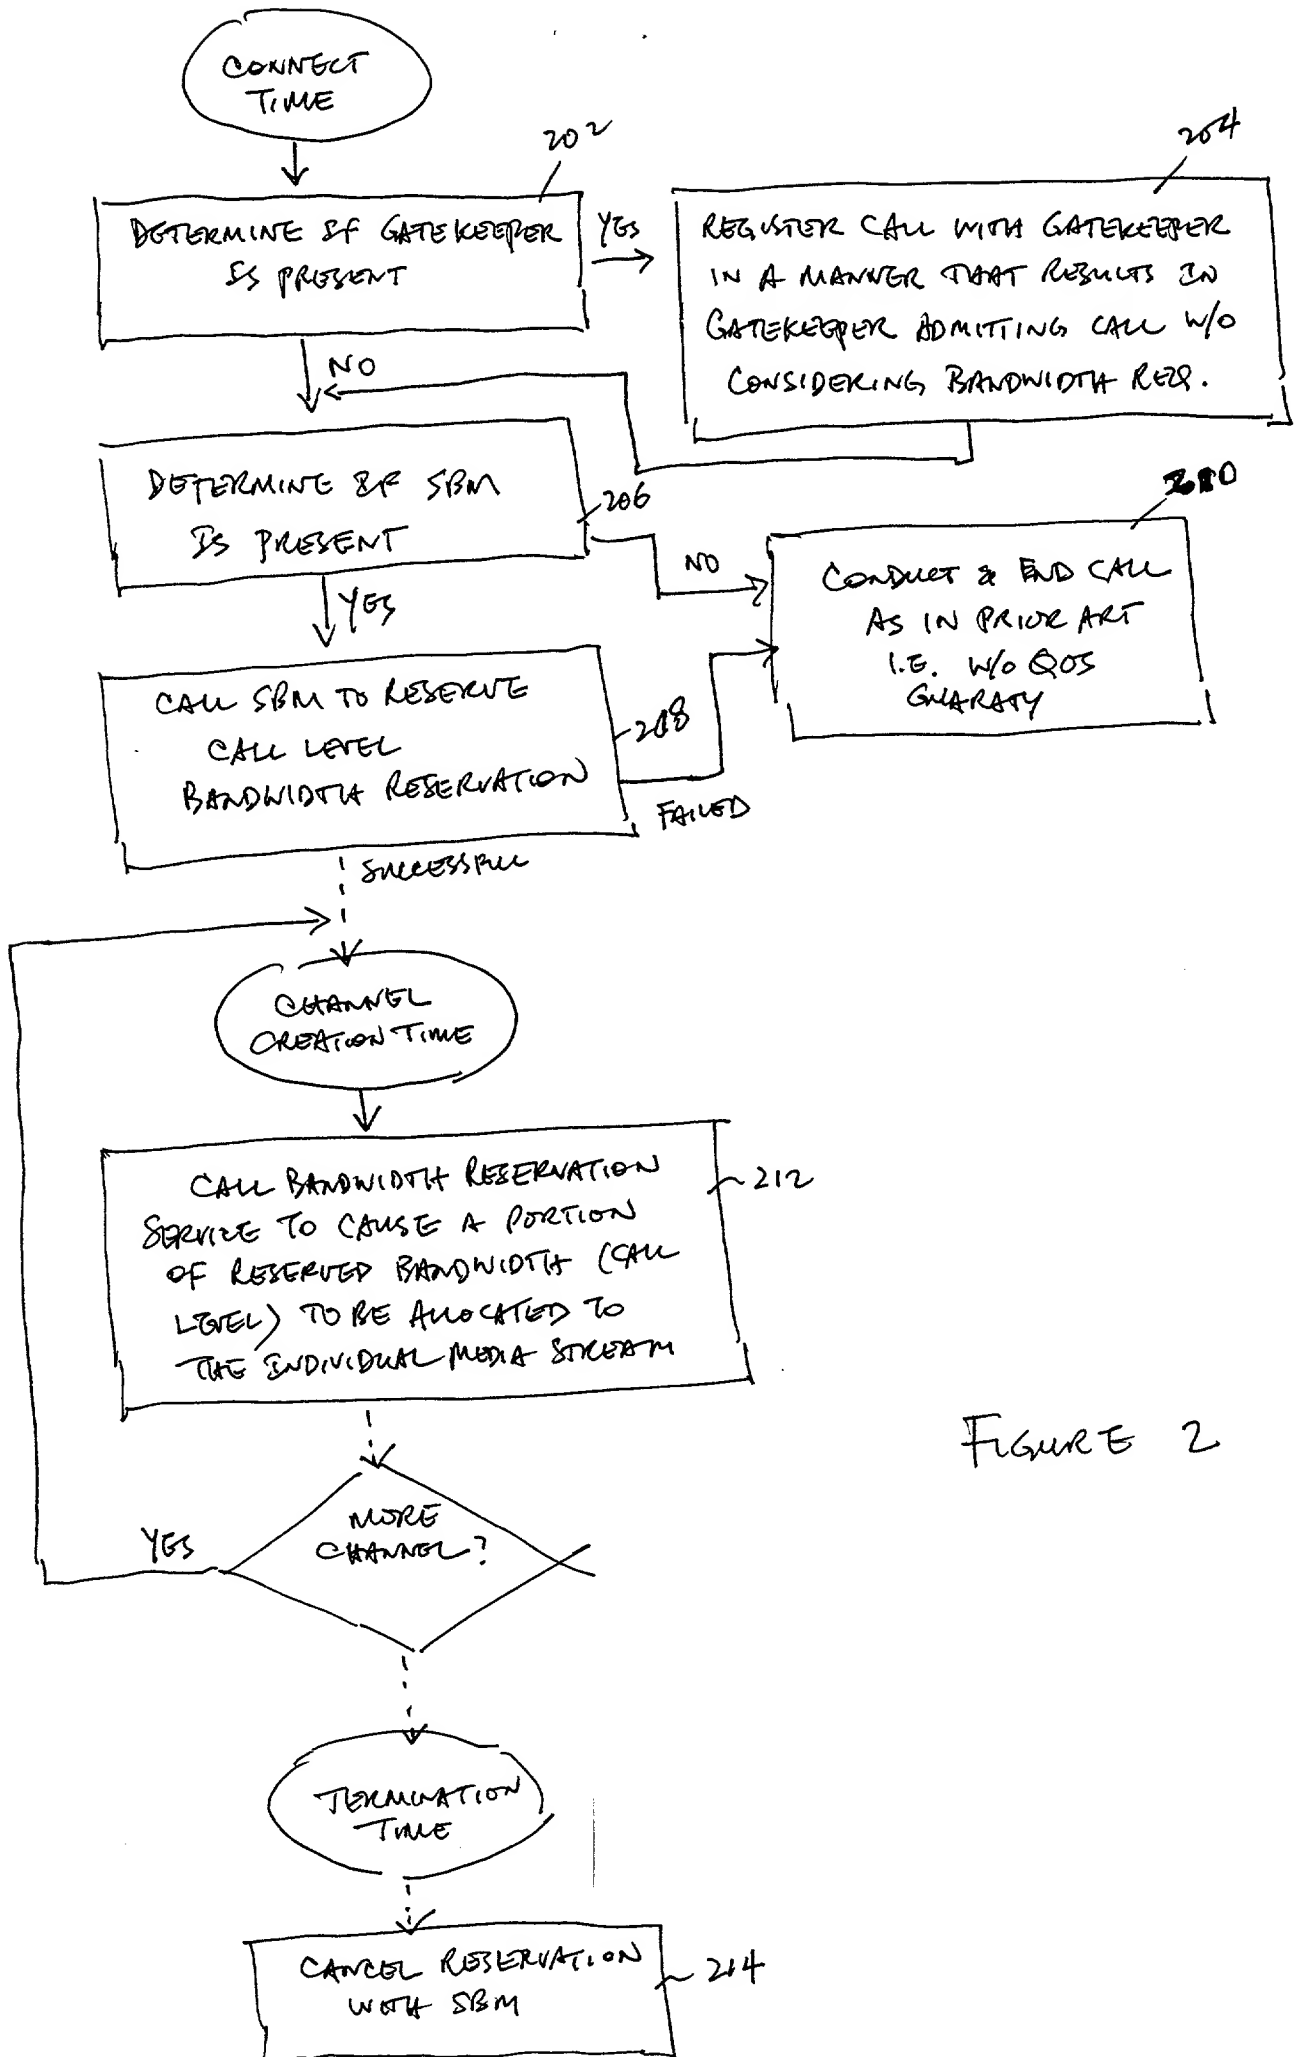 CONNECT
TIME
202
204
DETERMINE IF GATEKEEPER
IS PRESENT
YES
REGISTER CALL WITH GATEKEEPER
IN A MANNER THAT RESULTS IN
GATEKEEPER ADMITTING CALL W/O
CONSIDERING BANDWIDTH REQ.
NO
DETERMINE IF SBM
IS PRESENT
206
210
NO
CONDUCT & END CALL
AS IN PRIOR ART
I.E. W/O QOS
GUARATY
YES
CALL SBM TO RESERVE
CALL LEVEL
BANDWIDTH RESERVATION
208
FAILED
SUCCESSFUL
CHANNEL
CREATION TIME
CALL BANDWIDTH RESERVATION
SERVICE TO CAUSE A PORTION
OF RESERVED BANDWIDTH (CALL
LEVEL) TO BE ALLOCATED TO
THE INDIVIDUAL MEDIA STREAM
212
FIGURE 2
MORE
CHANNEL?
YES
TERMINATION
TIME
CANCEL RESERVATION
WITH SBM
214